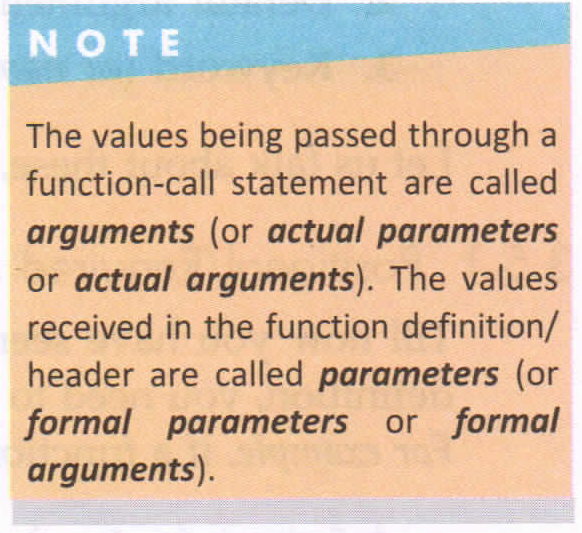 NOTE
The values being passed through a
function-call statement are called
arguments (or actual parameters
or actual arguments). The values
received in the function definition/
header are called parameters (or
formal parameters or formal
arguments).